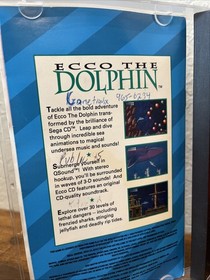 ECCO THE
DOLPHIN™
Tackle all the bold adventure
of Ecco The Dolphin trans-
formed by the brilliance of
Sega CD™. Leap and dive
through incredible sea
animations to magical
undersea music and sounds!
Submerge yourself in
QSound™! With stereo
hookup, you'll be surrounded
in waves of 3-D sounds! And
Ecco CD features an original
CD-quality soundtrack.
Explore over 30 levels of
lethal dangers – including
frenzied sharks, stinging
jellyfish and deadly rip tides.